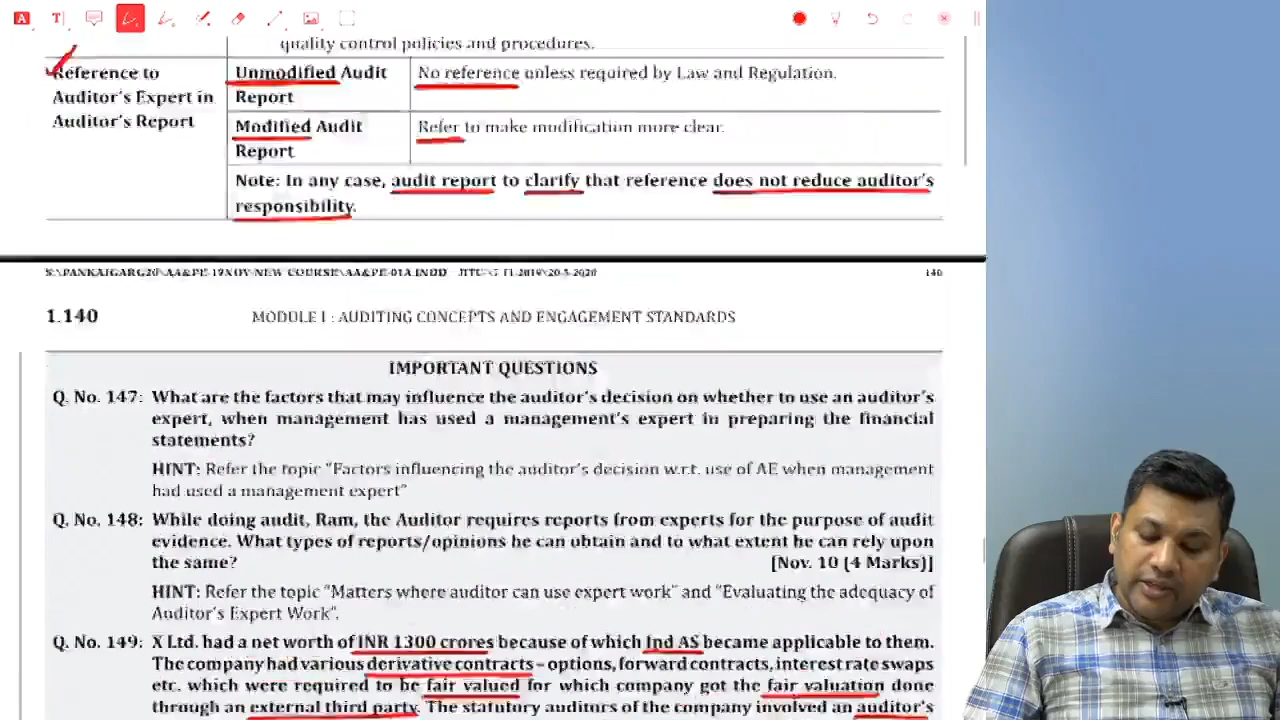 A T
quality control policies and procedures.
Reference to Auditor's Expert in Auditor's Report
Unmodified Audit Report
No reference unless required by Law and Regulation.
Modified Audit Report
Refer to make modification more clear.
Note: In any case, audit report to clarify that reference does not reduce auditor's
responsibility.
140
1.140 MODULE I : AUDITING CONCEPTS AND ENGAGEMENT STANDARDS
IMPORTANT QUESTIONS
Q. No. 147: What are the factors that may influence the auditor's decision on whether to use an auditor's
expert, when management has used a management's expert in preparing the financial
statements?
HINT: Refer the topic "Factors influencing the auditor's decision w.r.t. use of AE when management
had used a management expert"
Q. No. 148: While doing audit, Ram, the Auditor requires reports from experts for the purpose of audit
evidence. What types of reports/opinions he can obtain and to what extent he can rely upon
the same? [Nov. 10 (4 Marks)]
HINT: Refer the topic "Matters where auditor can use expert work" and "Evaluating the adequacy of
Auditor's Expert Work".
Q. No. 149: X Ltd. had a net worth of INR 1300 crores because of which Ind AS became applicable to them.
The company had various derivative contracts – options, forward contracts, interest rate swaps
etc. which were required to be fair valued for which company got the fair valuation done
through an external third party. The statutory auditors of the company involved an auditor's